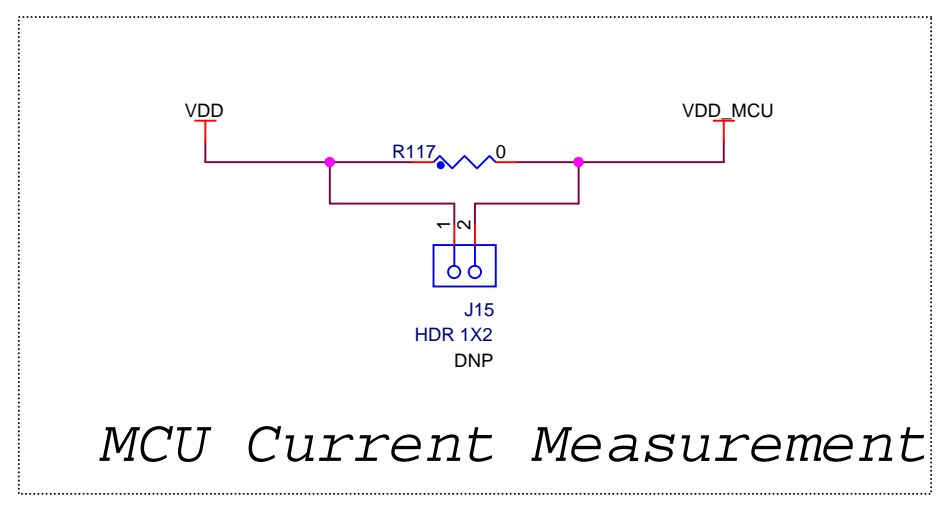 VDD
VDD_MCU
R117
0
1
2
J15
HDR 1X2
DNP
MCU Current Measurement